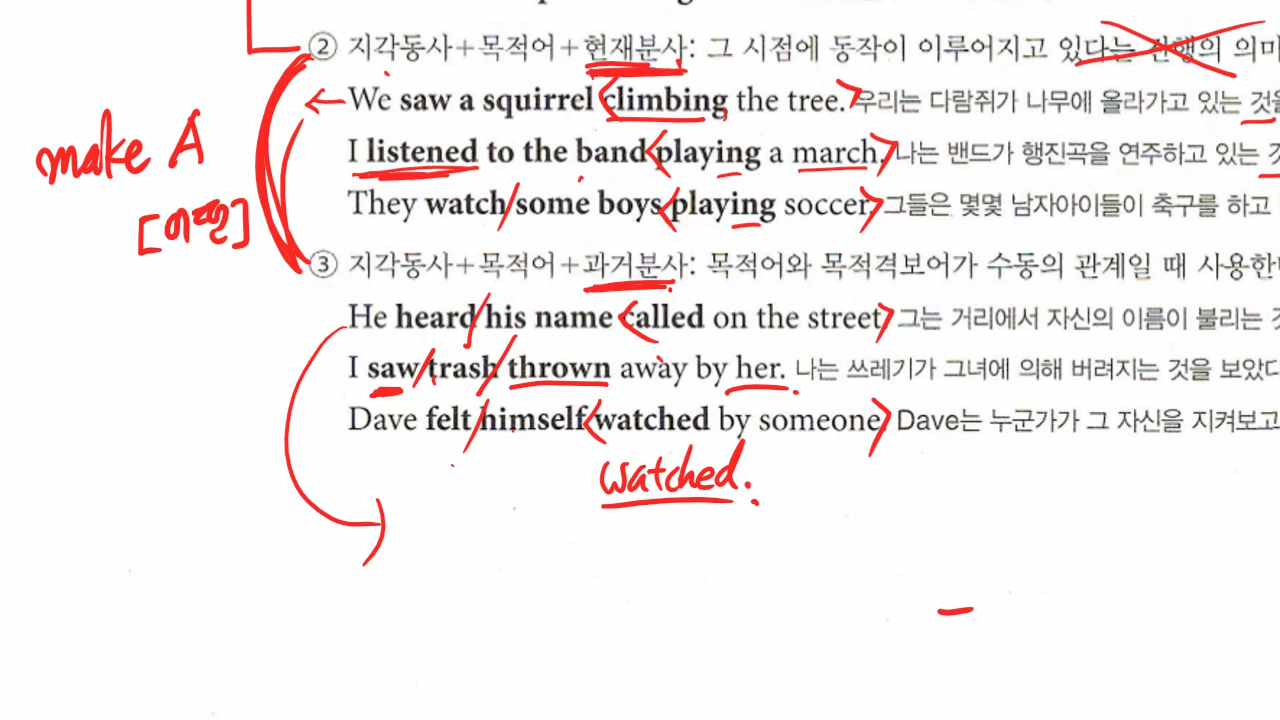 ② 지각동사+목적어+현재분사: 그 시점에 동작이 이루어지고 있다는 진행의 의미
We saw a squirrel climbing the tree. 우리는 다람쥐가 나무에 올라가고 있는 것을
make A
I listened to the band playing a march. 나는 밴드가 행진곡을 연주하고 있는
[어떤]
They watch some boys playing soccer. 그들은 몇몇 남자아이들이 축구를 하고
③ 지각동사+목적어+과거분사: 목적어와 목적격보어가 수동의 관계일 때 사용한
He heard his name called on the street. 그는 거리에서 자신의 이름이 불리는
I saw trash thrown away by her. 나는 쓰레기가 그녀에 의해 버려지는 것을 보았다
Dave felt himself watched by someone. Dave는 누군가가 그 자신을 지켜보고
watched.